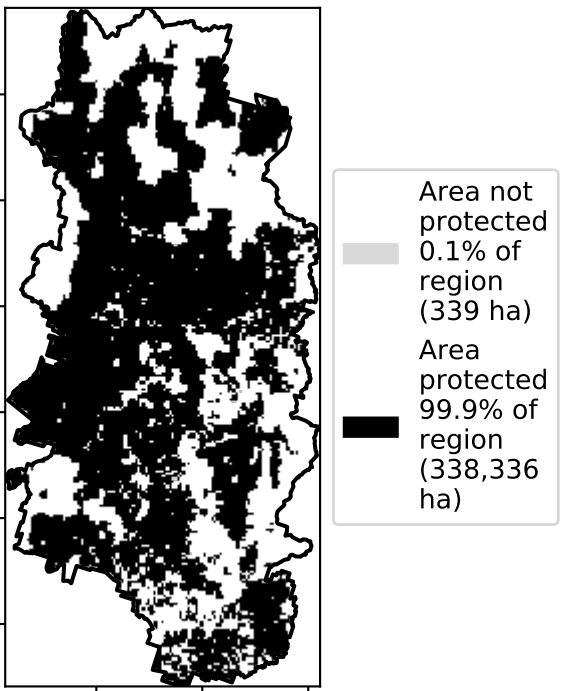 Area not
protected
0.1% of
region
(339 ha)
Area
protected
99.9% of
region
(338,336
ha)